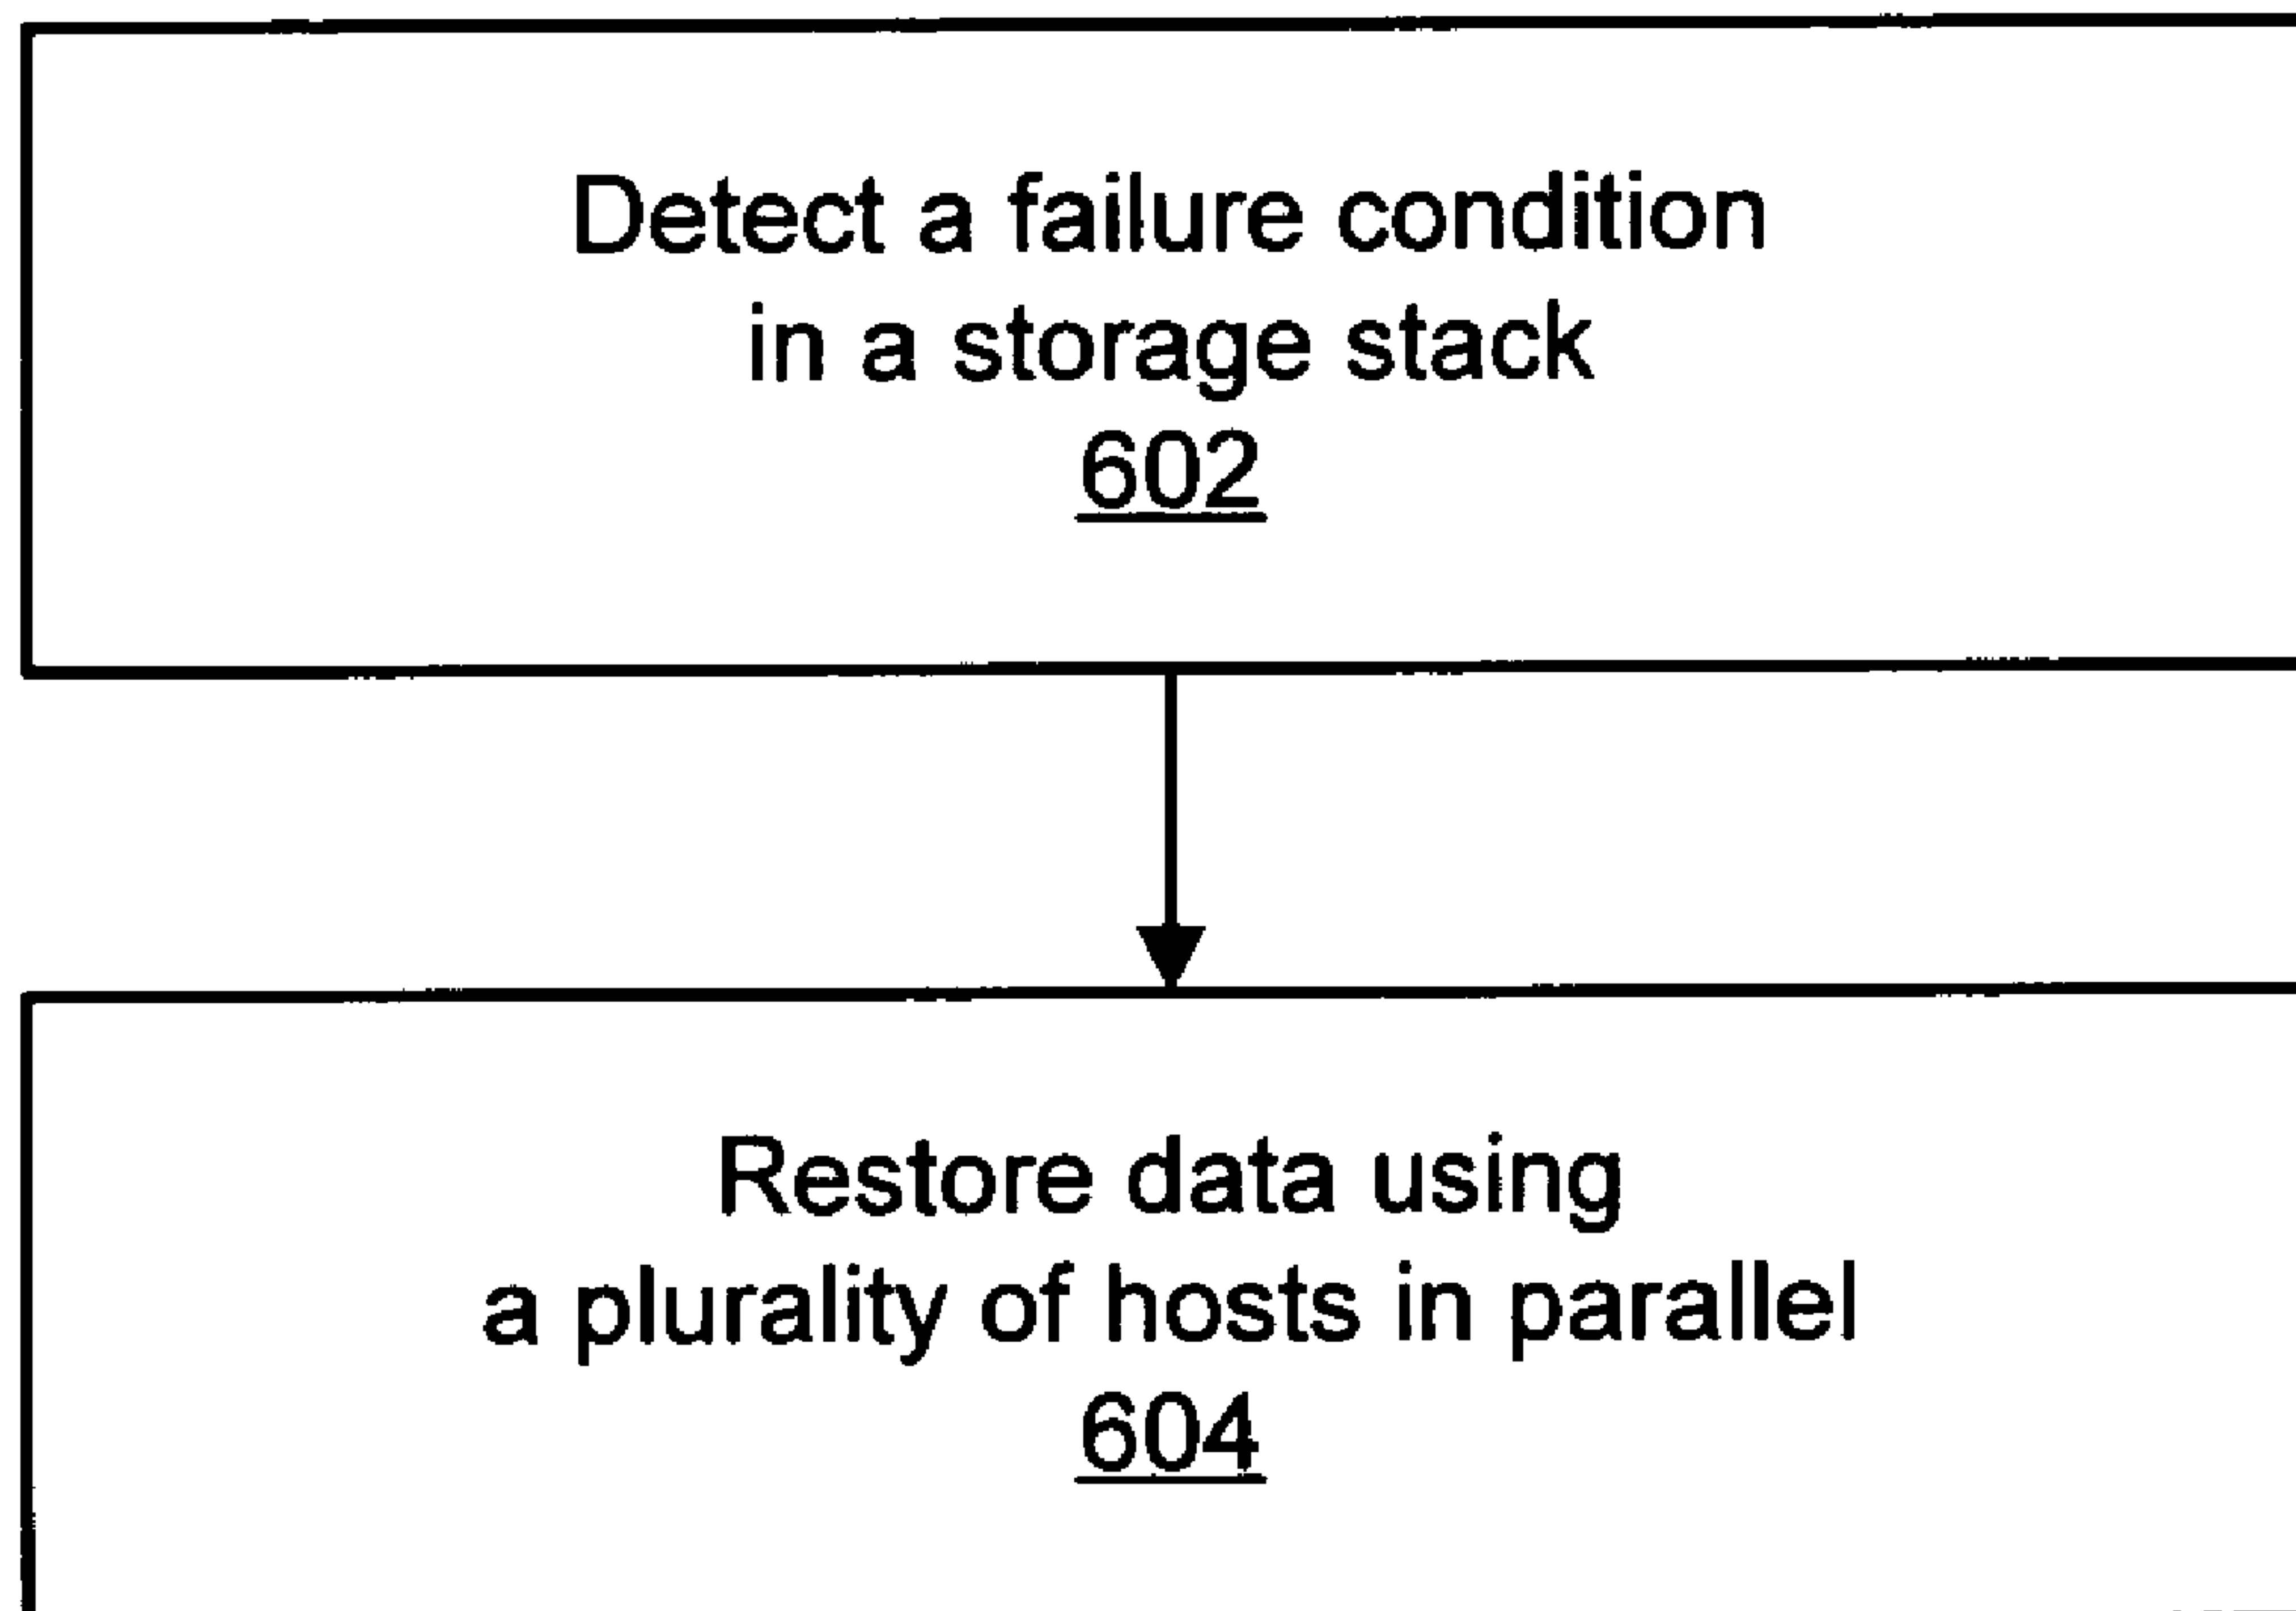 Detect a failure condition
in a storage stack
602
Restore data using
a plurality of hosts in parallel
604